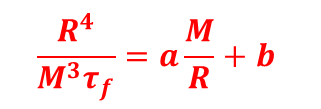 R⁴/(M³τ_f) = a M/R + b